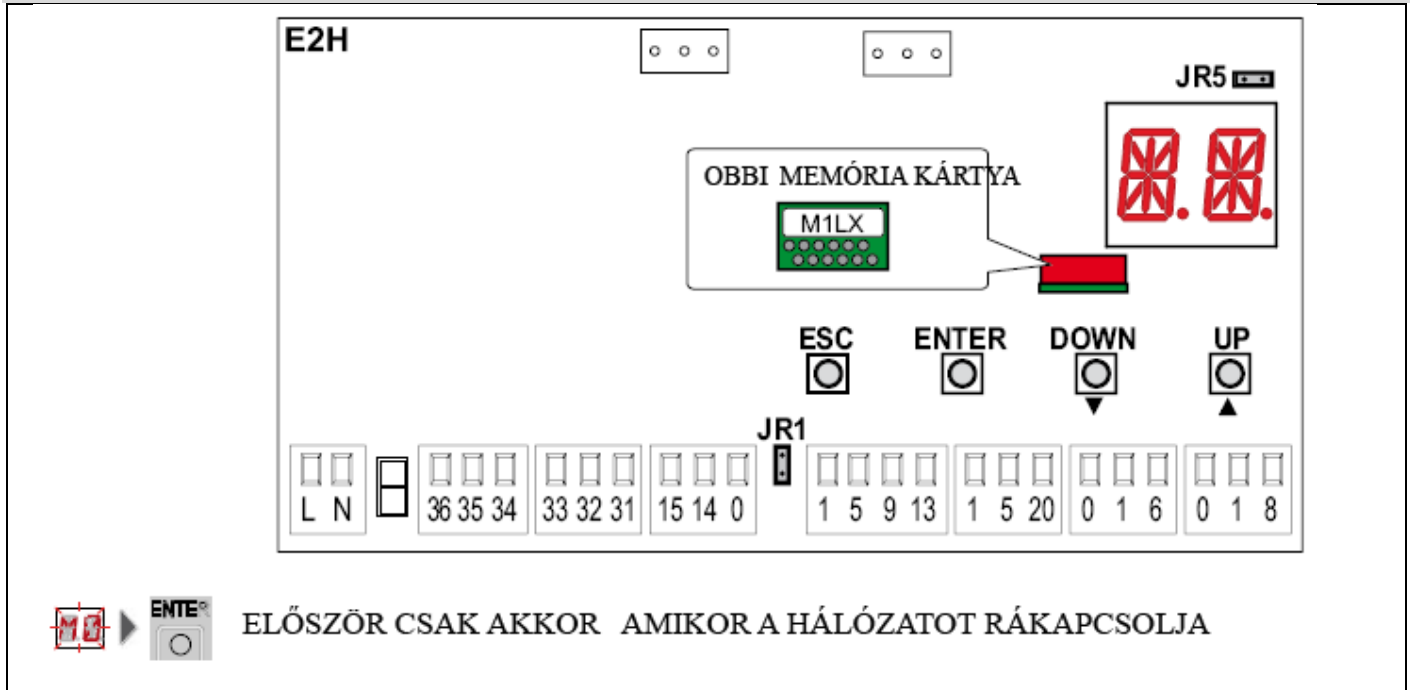 E2H
JR5
OBBI MEMÓRIA KÁRTYA
M1LX
ESC ENTER DOWN UP
JR1
L N 36 35 34 33 32 31 15 14 0 1 5 9 13 1 5 20 0 1 6 0 1 8
ENTER ELŐSZÖR CSAK AKKOR AMIKOR A HÁLÓZATOT RÁKAPCSOLJA